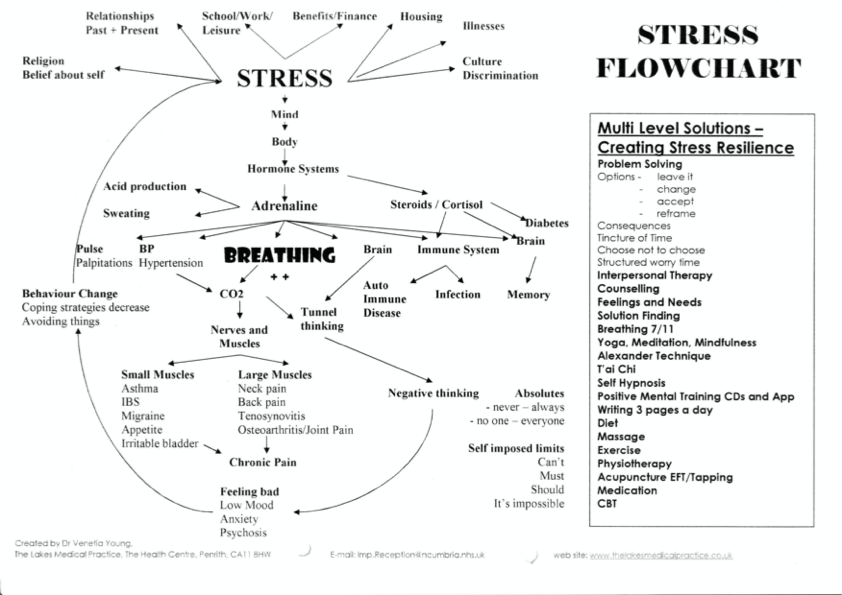 Relationships
Past + Present
School/Work/
Leisure
Benefits/Finance
Housing
Illnesses
Culture
Discrimination
Religion
Belief about self
STRESS
Mind
Body
Hormone Systems
Acid production
Sweating
Adrenaline
Steroids / Cortisol
Diabetes
Pulse
Palpitations
BP
Hypertension
BREATHING
++
Brain
Immune System
Brain
Behaviour Change
Coping strategies decrease
Avoiding things
CO2
Tunnel
thinking
Auto
Immune
Disease
Infection
Memory
Nerves and
Muscles
Small Muscles
Asthma
IBS
Migraine
Appetite
Irritable bladder
Large Muscles
Neck pain
Back pain
Tenosynovitis
Osteoarthritis/Joint Pain
Negative thinking
Absolutes
- never – always
- no one – everyone
Self imposed limits
Can't
Must
Should
It's impossible
Chronic Pain
Feeling bad
Low Mood
Anxiety
Psychosis
STRESS
FLOWCHART
Multi Level Solutions –
Creating Stress Resilience
Problem Solving
Options - leave it
- change
- accept
- reframe
Consequences
Tincture of Time
Choose not to choose
Structured worry time
Interpersonal Therapy
Counselling
Feelings and Needs
Solution Finding
Breathing 7/11
Yoga, Meditation, Mindfulness
Alexander Technique
T'ai Chi
Self Hypnosis
Positive Mental Training CDs and App
Writing 3 pages a day
Diet
Massage
Exercise
Physiotherapy
Acupuncture EFT/Tapping
Medication
CBT
Created by Dr Venetia Young,
The Lakes Medical Practice, The Health Centre, Penrith, CA11 8HW
E-mail: lmp.Reception@ncumbria.nhs.uk
web site: www.thelakesmedicalpractice.co.uk